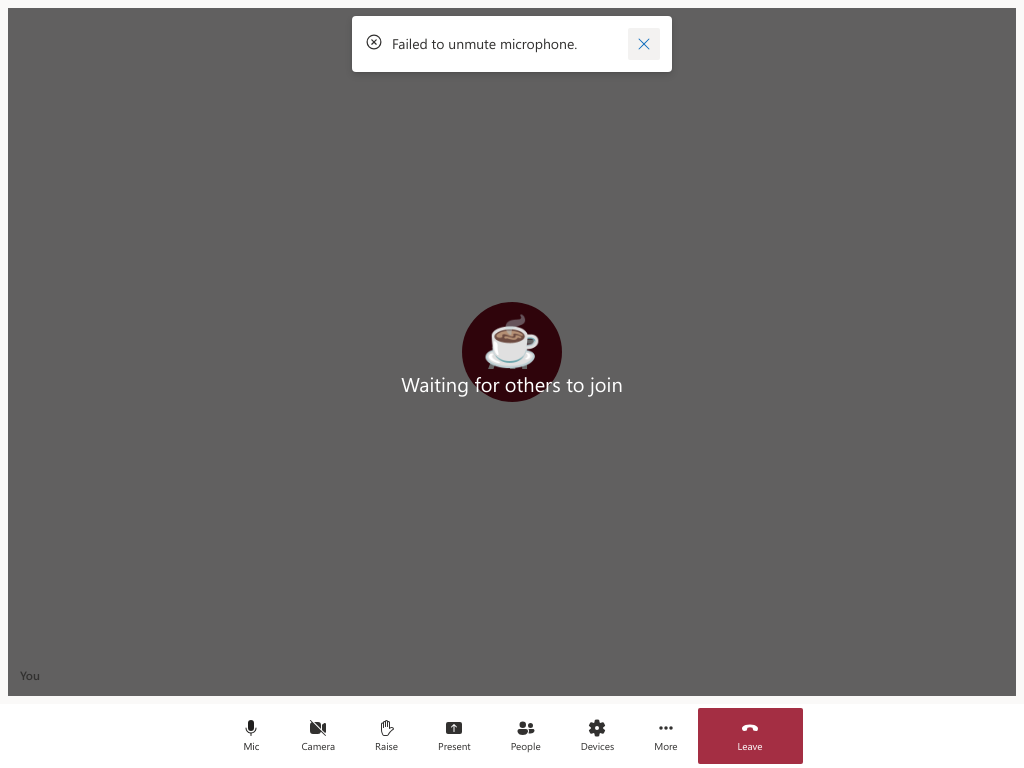 Failed to unmute microphone.
Waiting for others to join
You
Mic
Camera
Raise
Present
People
Devices
More
Leave